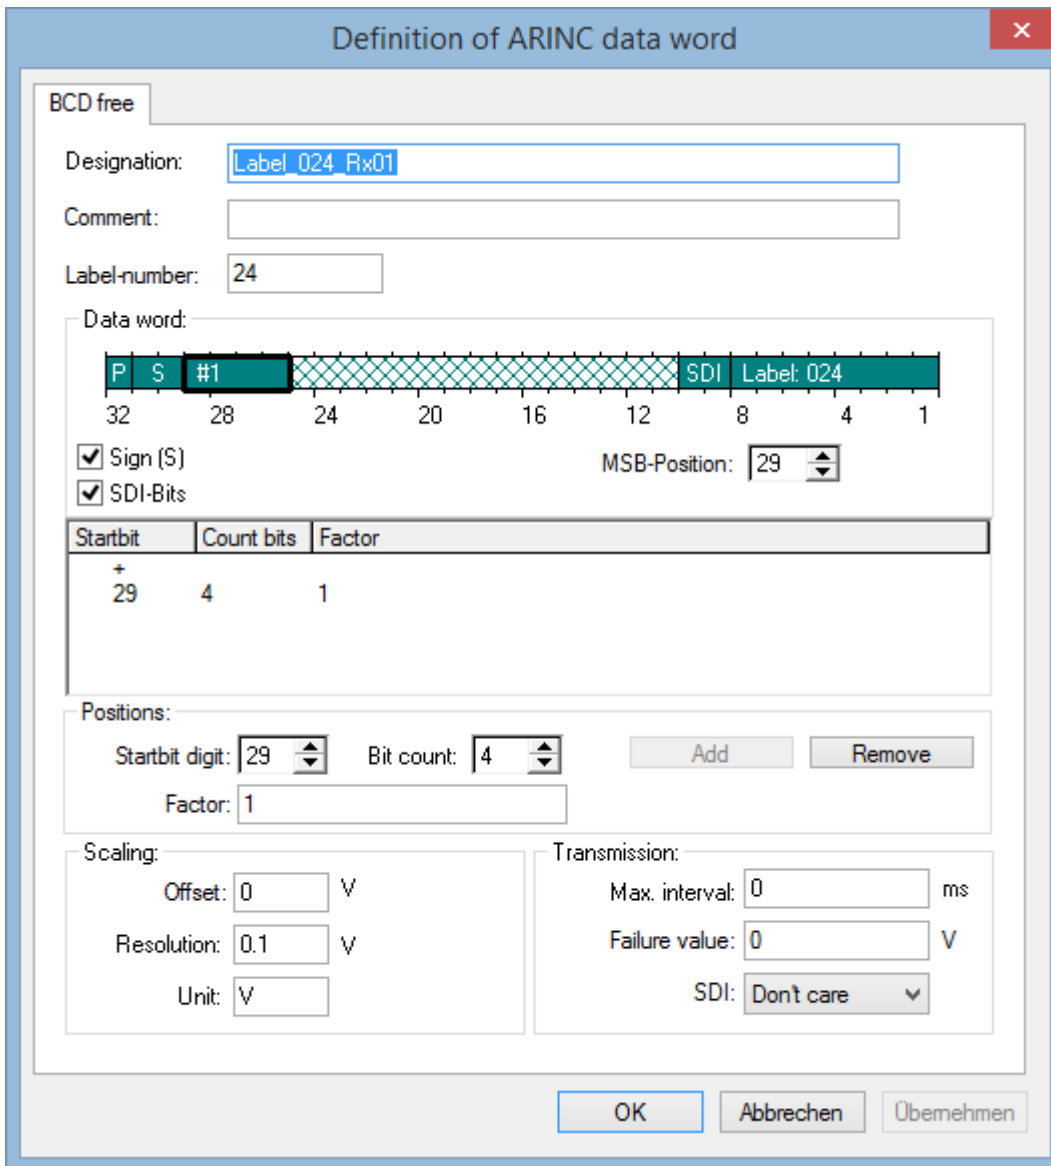 Definition of ARINC data word
BCD free
Designation: Label_024_Rx01
Comment:
Label-number: 24
Data word:
P S #1 SDI Label: 024
32 28 24 20 16 12 8 4 1
Sign (S)
MSB-Position: 29
SDI-Bits
Startbit Count bits Factor
+
29 4 1
Positions:
Startbit digit: 29 Bit count: 4 Add Remove
Factor: 1
Scaling:
Offset: 0 V
Resolution: 0.1 V
Unit: V
Transmission:
Max. interval: 0 ms
Failure value: 0 V
SDI: Don't care
OK Abbrechen Übernehmen